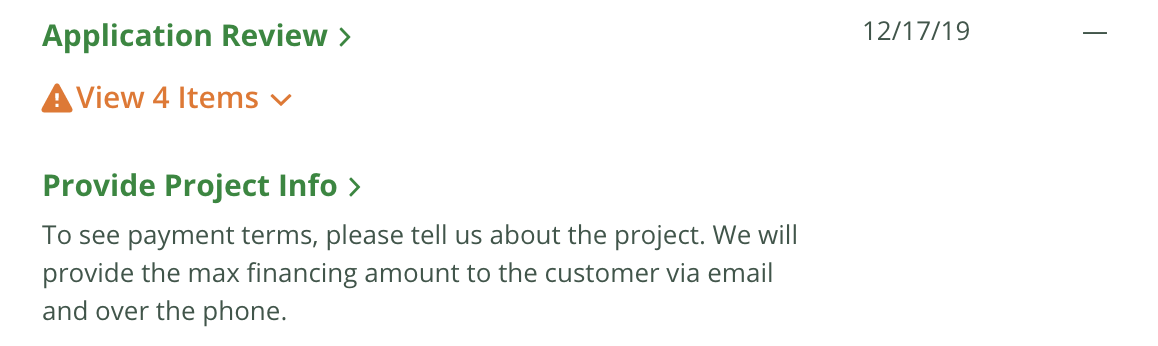 Application Review 12/17/19 —
View 4 Items
Provide Project Info
To see payment terms, please tell us about the project. We will
provide the max financing amount to the customer via email
and over the phone.